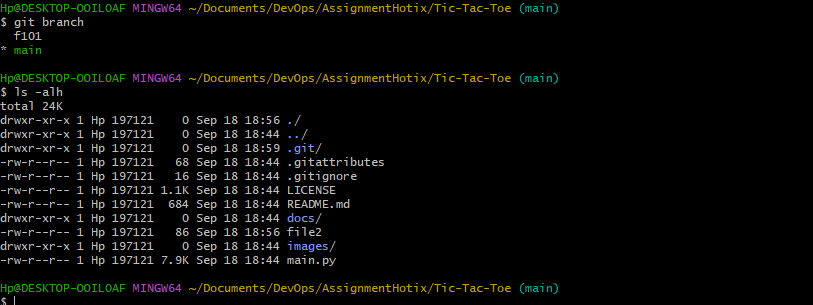 Hp@DESKTOP-OOILOAF MINGW64 ~/Documents/DevOps/AssignmentHotix/Tic-Tac-Toe (main)
$ git branch
  f101
* main
Hp@DESKTOP-OOILOAF MINGW64 ~/Documents/DevOps/AssignmentHotix/Tic-Tac-Toe (main)
$ ls -alh
total 24K
drwxr-xr-x 1 Hp 197121    0 Sep 18 18:56 ./
drwxr-xr-x 1 Hp 197121    0 Sep 18 18:44 ../
drwxr-xr-x 1 Hp 197121    0 Sep 18 18:59 .git/
-rw-r--r-- 1 Hp 197121   68 Sep 18 18:44 .gitattributes
-rw-r--r-- 1 Hp 197121   16 Sep 18 18:44 .gitignore
-rw-r--r-- 1 Hp 197121 1.1K Sep 18 18:44 LICENSE
-rw-r--r-- 1 Hp 197121  684 Sep 18 18:44 README.md
drwxr-xr-x 1 Hp 197121    0 Sep 18 18:44 docs/
-rw-r--r-- 1 Hp 197121   86 Sep 18 18:56 file2
drwxr-xr-x 1 Hp 197121    0 Sep 18 18:44 images/
-rw-r--r-- 1 Hp 197121 7.9K Sep 18 18:44 main.py
Hp@DESKTOP-OOILOAF MINGW64 ~/Documents/DevOps/AssignmentHotix/Tic-Tac-Toe (main)
$